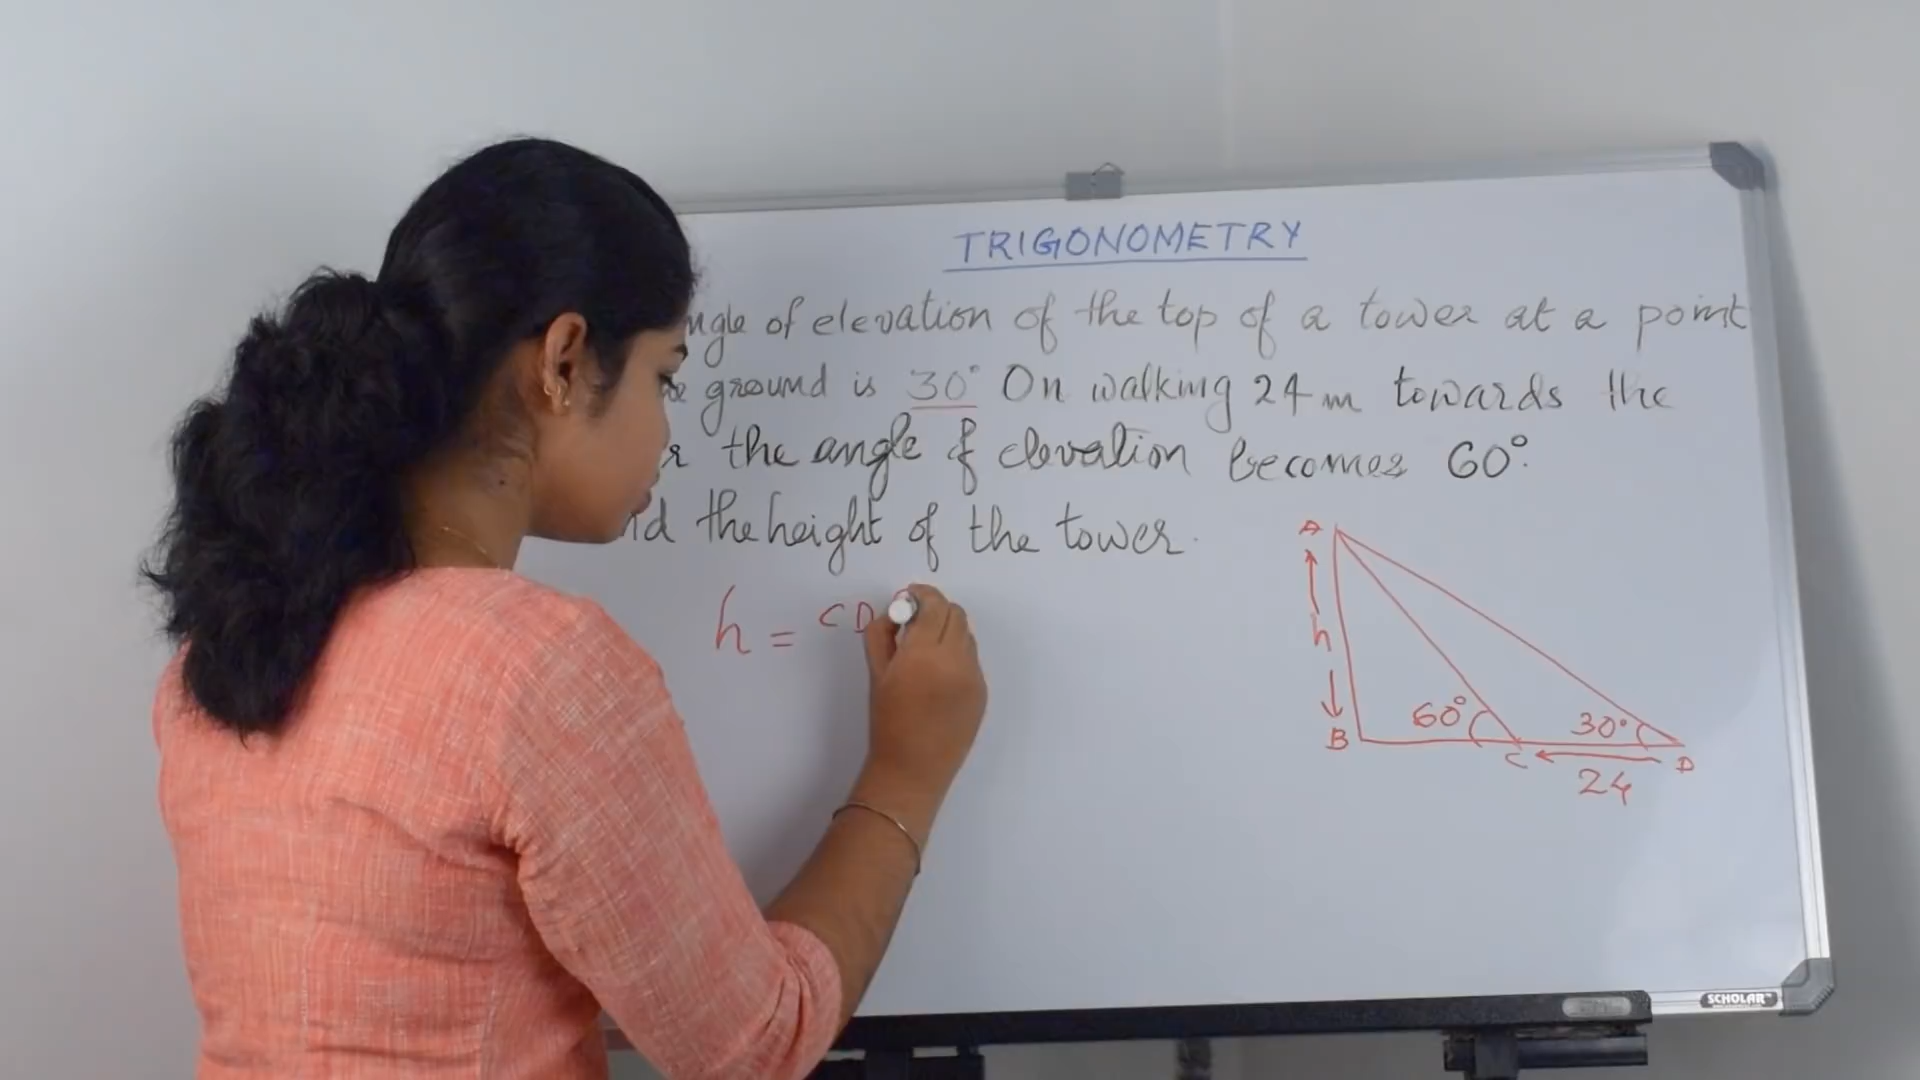 TRIGONOMETRY
ngle of elevation of the top of a tower at a point
ground is 30° On walking 24 m towards the
r the angle of elevation becomes 60°.
nd the height of the tower.
h = CD
A
h
B
60°
C
30°
D
24
SCHOLAR